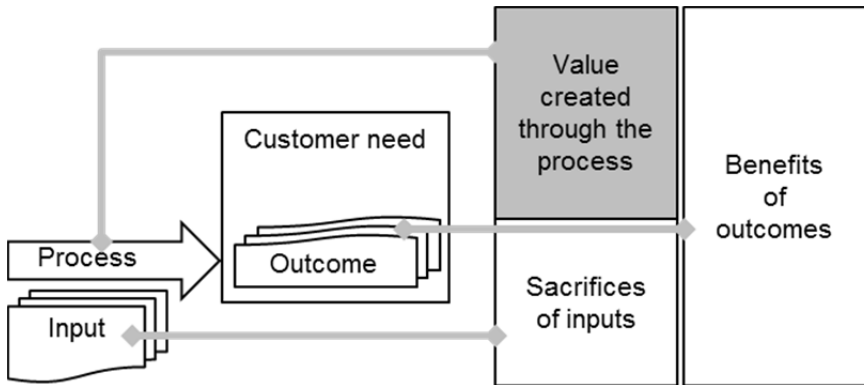 Customer need
Outcome
Process
Input
Value
created
through the
process
Sacrifices
of inputs
Benefits
of
outcomes